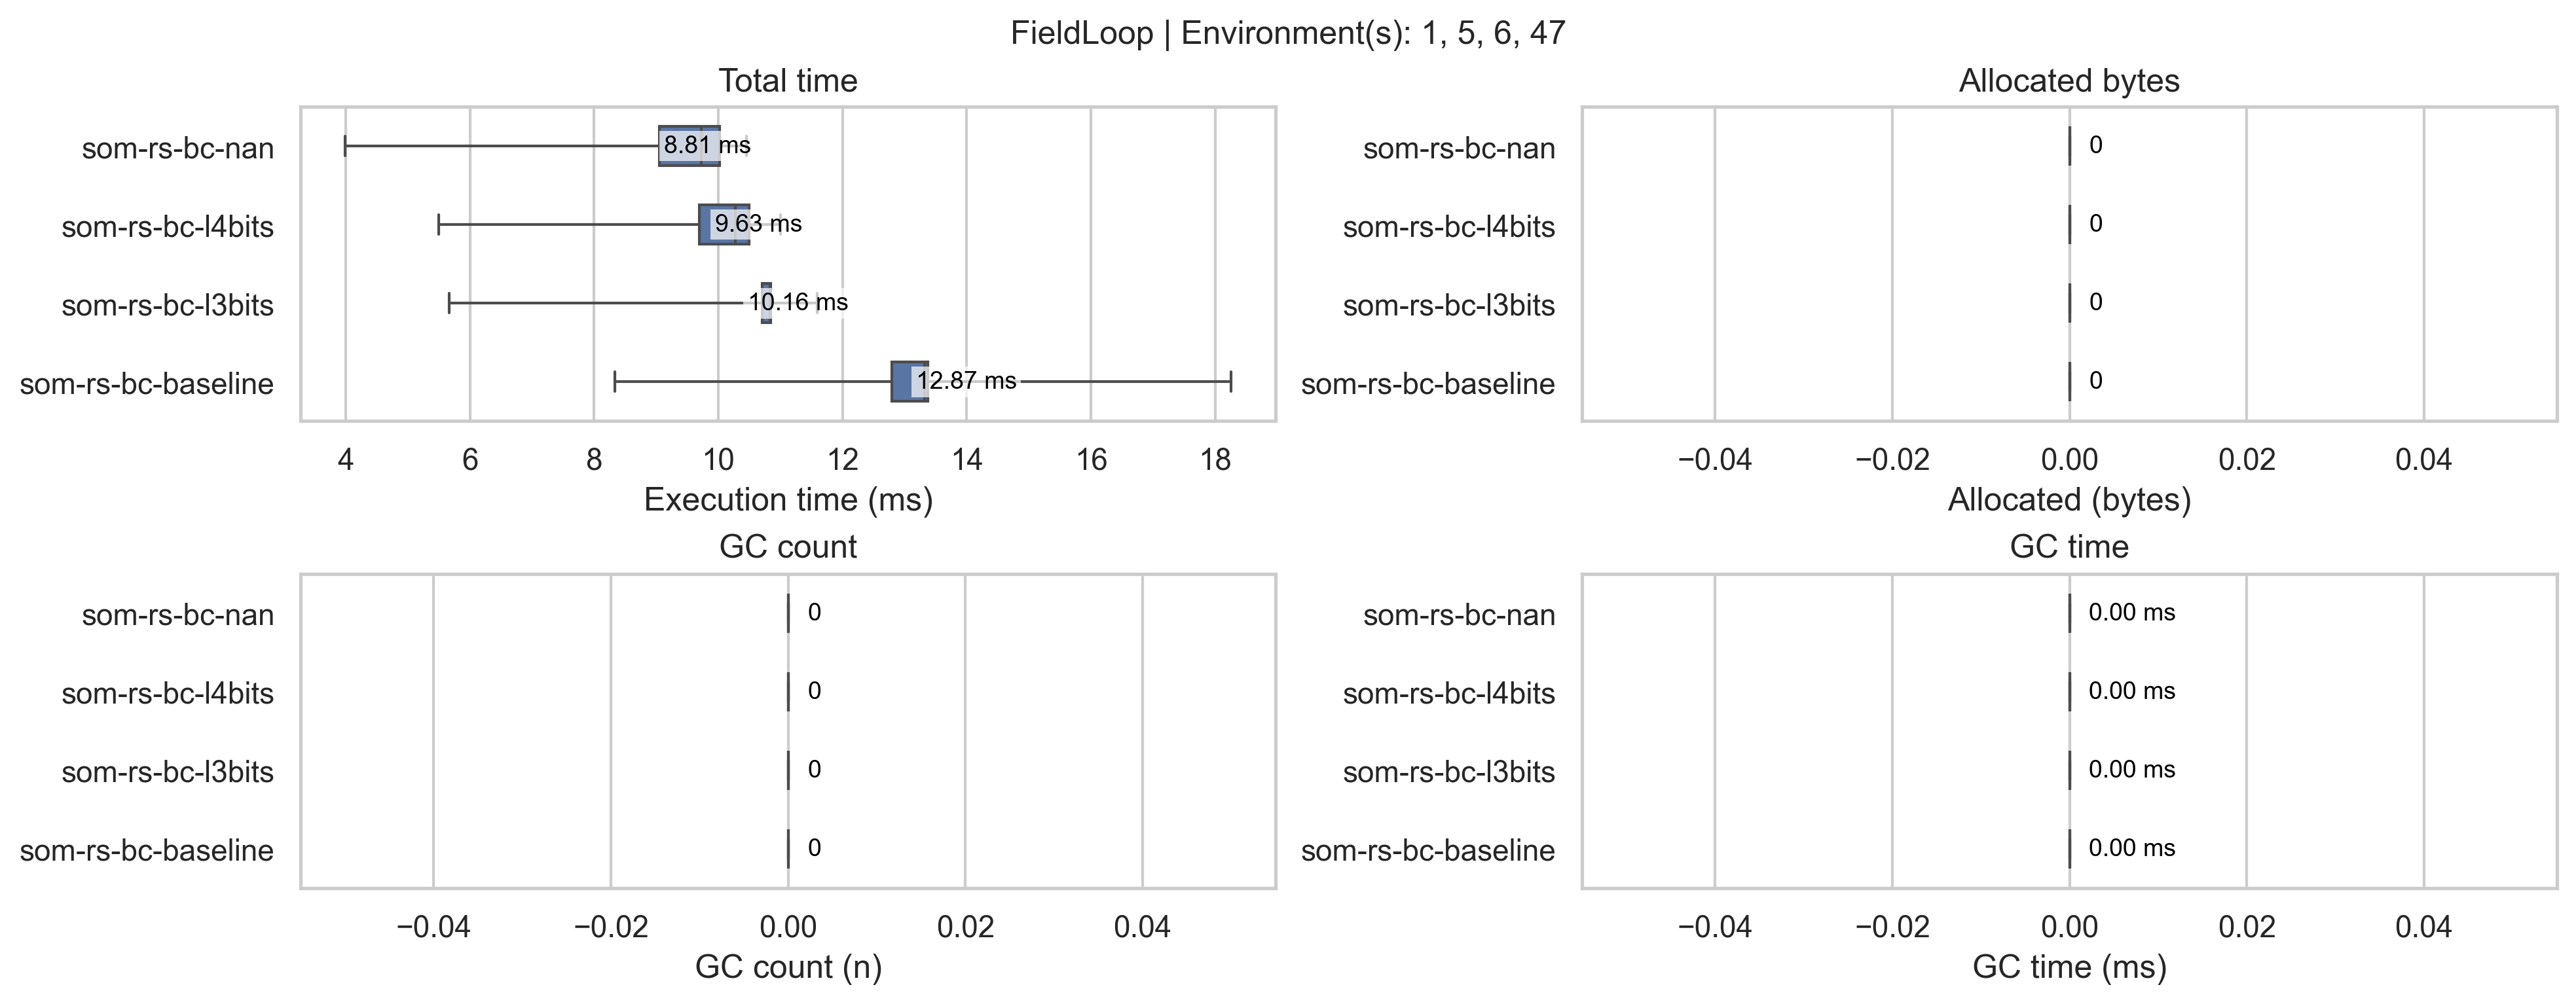 FieldLoop | Environment(s): 1, 5, 6, 47
Total time
som-rs-bc-nan
8.81 ms
som-rs-bc-l4bits
9.63 ms
som-rs-bc-l3bits
10.16 ms
som-rs-bc-baseline
12.87 ms
4 6 8 10 12 14 16 18
Execution time (ms)
Allocated bytes
som-rs-bc-nan
0
som-rs-bc-l4bits
0
som-rs-bc-l3bits
0
som-rs-bc-baseline
0
−0.04 −0.02 0.00 0.02 0.04
Allocated (bytes)
GC count
som-rs-bc-nan
0
som-rs-bc-l4bits
0
som-rs-bc-l3bits
0
som-rs-bc-baseline
0
−0.04 −0.02 0.00 0.02 0.04
GC count (n)
GC time
som-rs-bc-nan
0.00 ms
som-rs-bc-l4bits
0.00 ms
som-rs-bc-l3bits
0.00 ms
som-rs-bc-baseline
0.00 ms
−0.04 −0.02 0.00 0.02 0.04
GC time (ms)